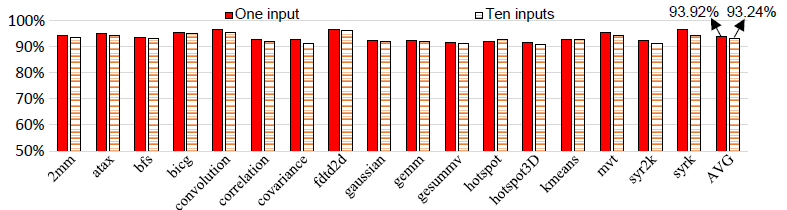 One input
Ten inputs
93.92%
93.24%
100%
90%
80%
70%
60%
50%
2mm
atax
bfs
bicg
convolution
correlation
covariance
fdtd2d
gaussian
gemm
gesummv
hotspot
hotspot3D
kmeans
mvt
syr2k
syrk
AVG